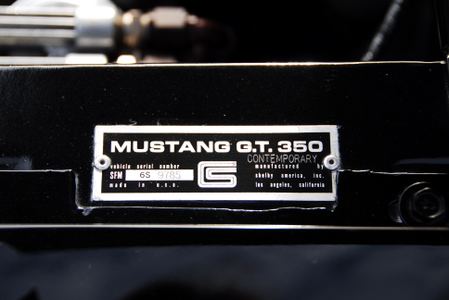 MUSTANG G.T. 350
CONTEMPORARY
vehicle serial number
manufactured by
SFM 6S 9785
shelby america, inc.
made in u.s.a.
los angeles, california